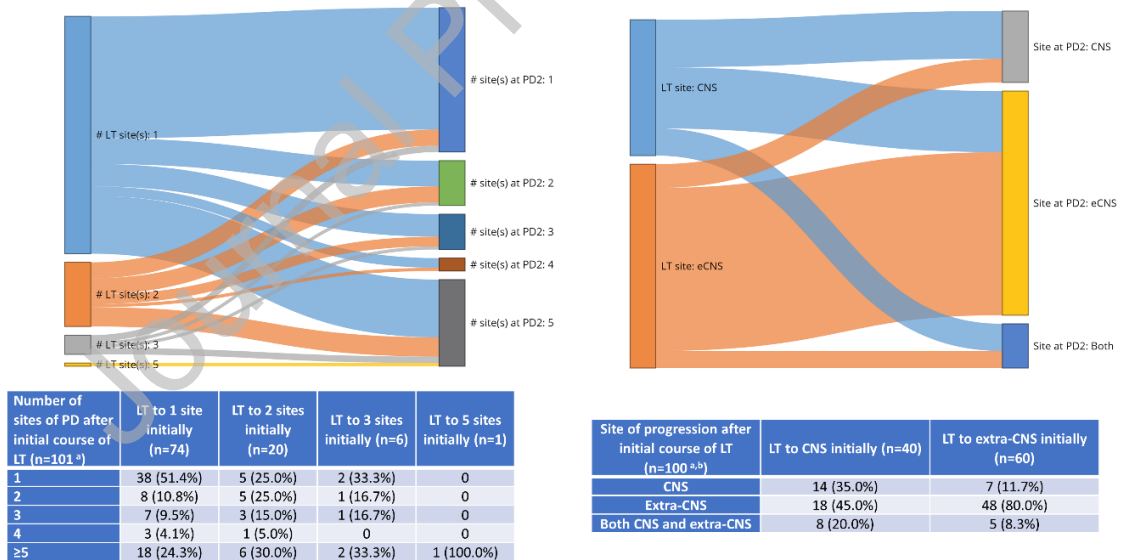 # LT site(s): 1
# LT site(s): 2
# LT site(s): 3
# LT site(s): 5
# site(s) at PD2: 1
# site(s) at PD2: 2
# site(s) at PD2: 3
# site(s) at PD2: 4
# site(s) at PD2: 5
LT site: CNS
LT site: eCNS
Site at PD2: CNS
Site at PD2: eCNS
Site at PD2: Both
Journal Pr
Number of
sites of PD after
initial course of
LT (n=101 a)
LT to 1 site
initially
(n=74)
LT to 2 sites
initially
(n=20)
LT to 3 sites
initially (n=6)
LT to 5 sites
initially (n=1)
1 38 (51.4%) 5 (25.0%) 2 (33.3%) 0
2 8 (10.8%) 5 (25.0%) 1 (16.7%) 0
3 7 (9.5%) 3 (15.0%) 1 (16.7%) 0
4 3 (4.1%) 1 (5.0%) 0 0
≥5 18 (24.3%) 6 (30.0%) 2 (33.3%) 1 (100.0%)
Site of progression after
initial course of LT
(n=100 a,b)
LT to CNS initially (n=40)
LT to extra-CNS initially
(n=60)
CNS 14 (35.0%) 7 (11.7%)
Extra-CNS 18 (45.0%) 48 (80.0%)
Both CNS and extra-CNS 8 (20.0%) 5 (8.3%)